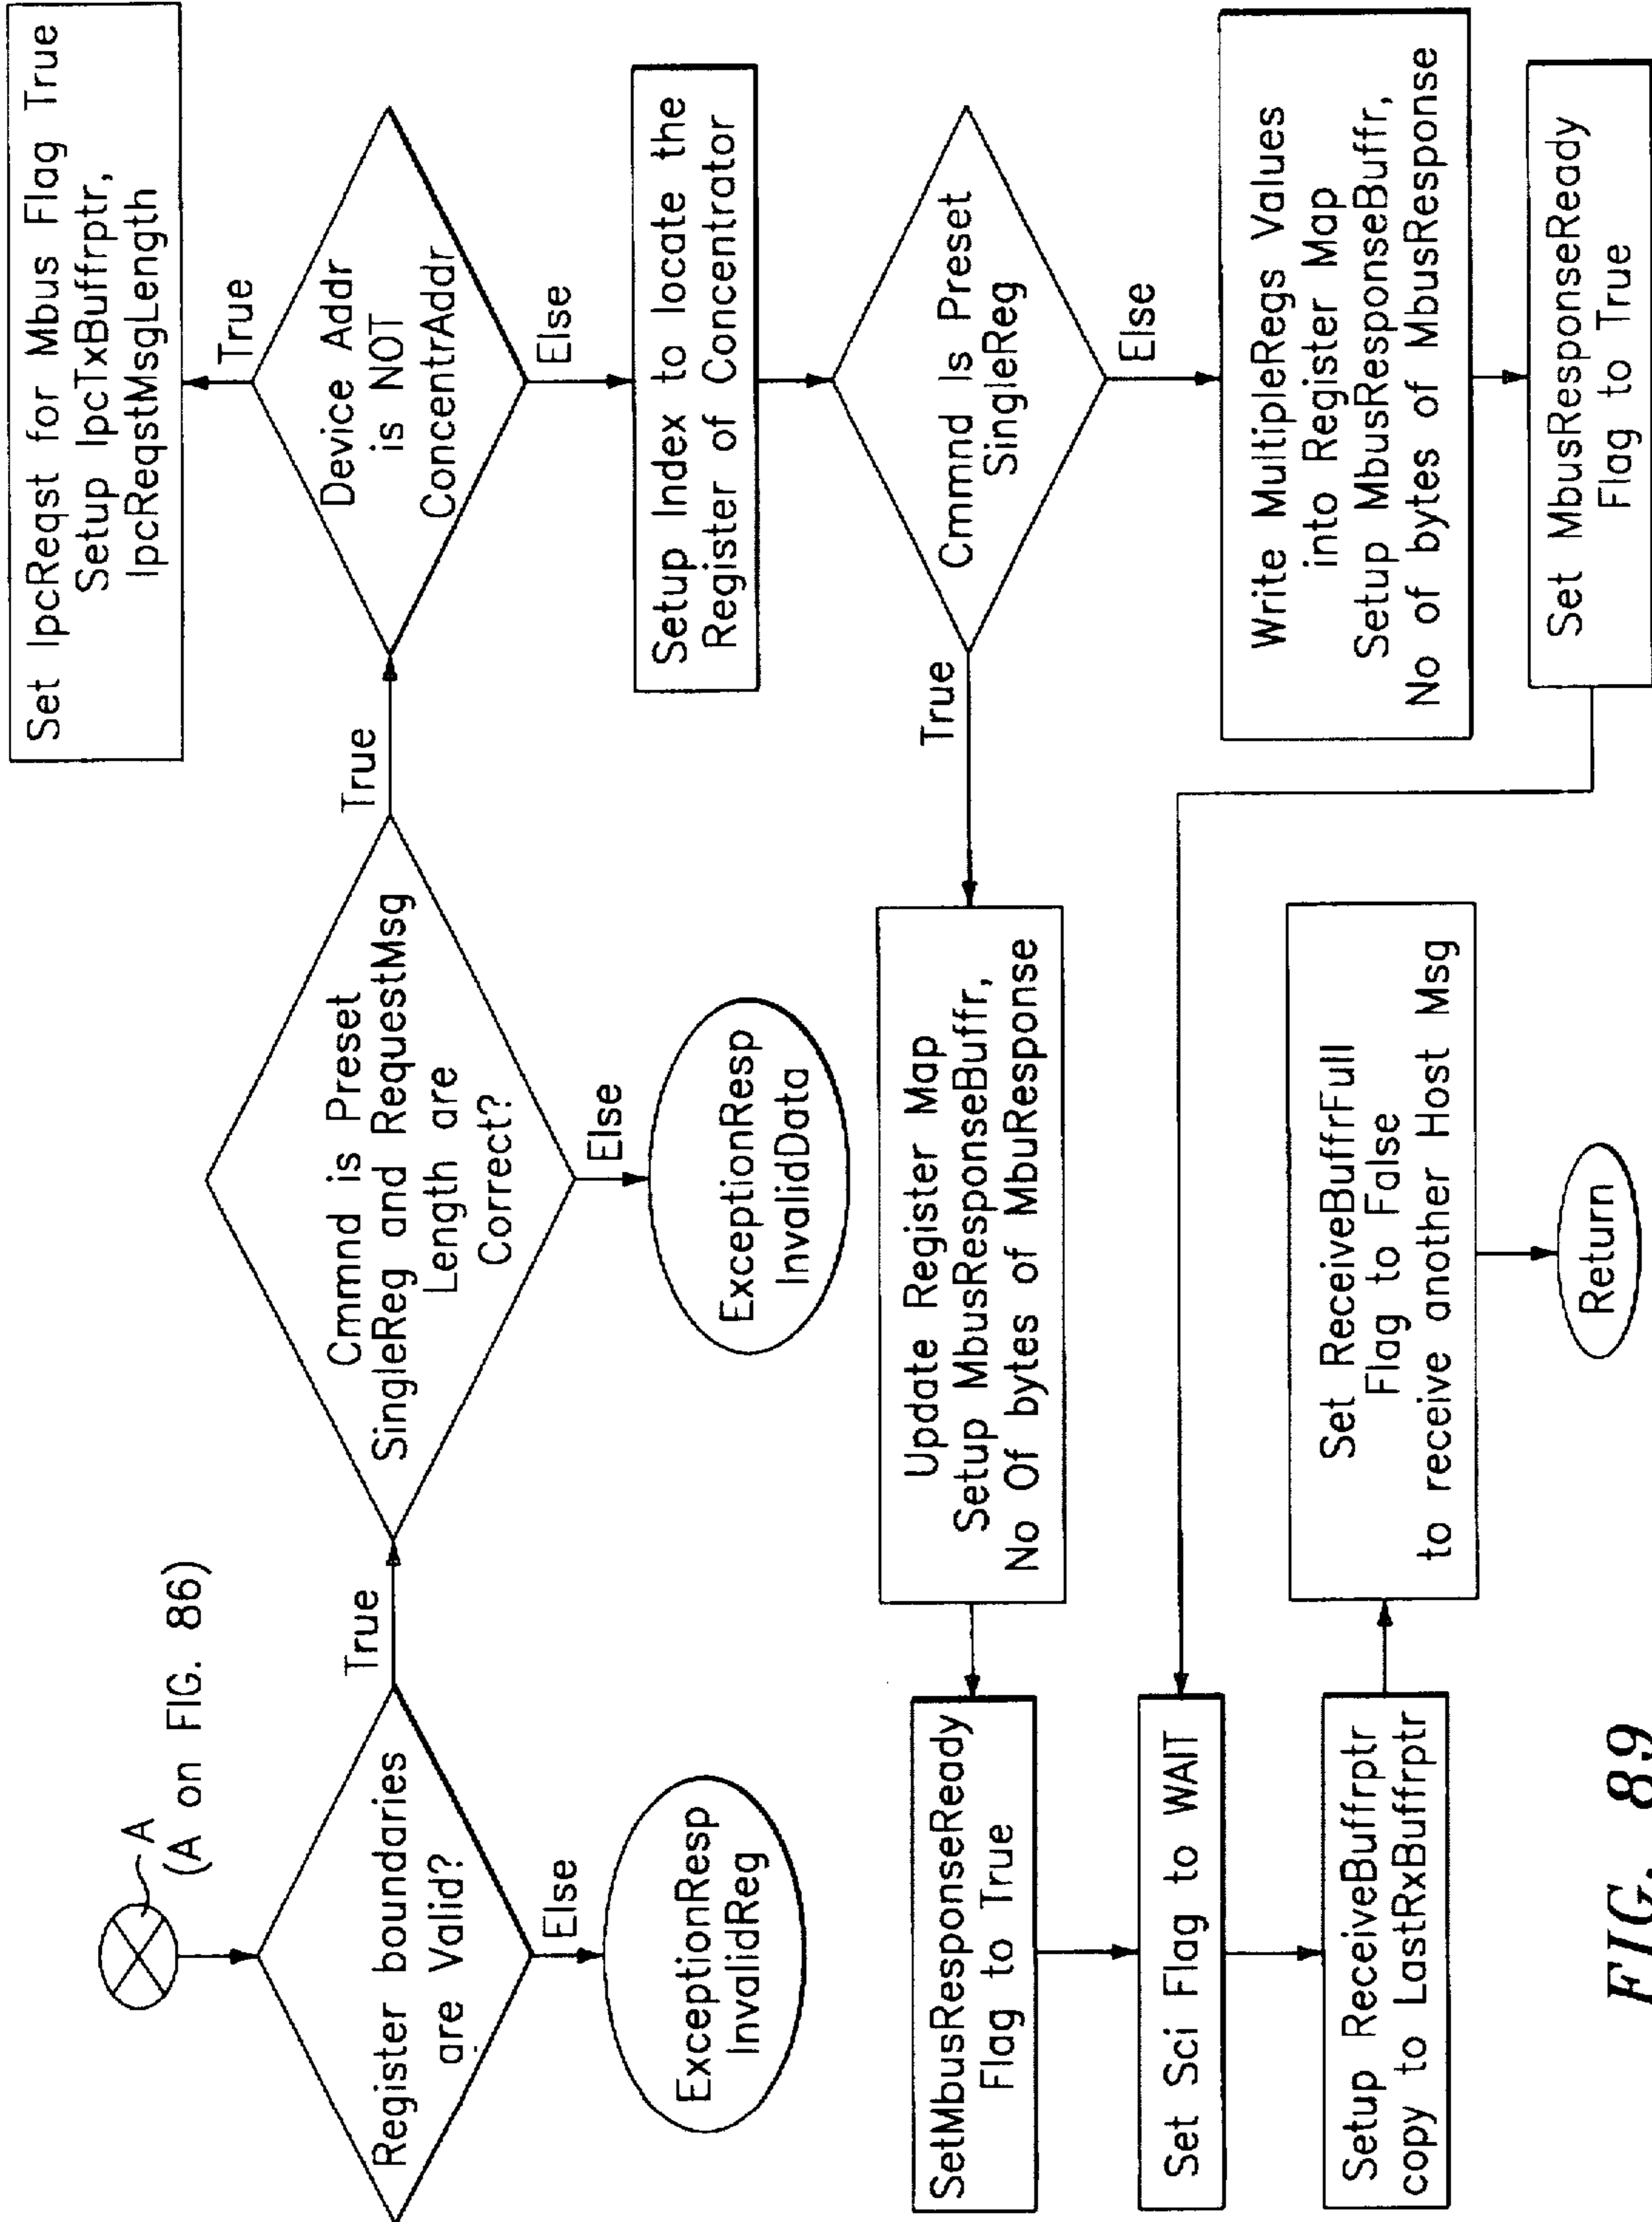 A
(A on FIG. 86)
Register boundaries
are Valid?
True
Else
ExceptionResp
InvalidReg
Cmmnd is Preset
SingleReg and RequestMsg
Length are
Correct?
True
Else
ExceptionResp
InvalidData
Device Addr
is NOT
ConcentrAddr
True
Set IpcReqst for Mbus Flag True
Setup IpcTxBuffrptr,
IpcReqstMsgLength
Else
Setup Index to locate the
Register of Concentrator
Cmmnd Is Preset
SingleReg
True
Else
Update Register Map
Setup MbusResponseBuffr,
No Of bytes of MbuResponse
Write MultipleRegs Values
into Register Map
Setup MbusResponseBuffr,
No of bytes of MbusResponse
Set MbusResponseReady
Flag to True
SetMbusResponseReady
Flag to True
Set Sci Flag to WAIT
Setup ReceiveBuffrptr
copy to LastRxBuffrptr
Set ReceiveBuffrFull
Flag to False
to receive another Host Msg
Return
FIG. 89